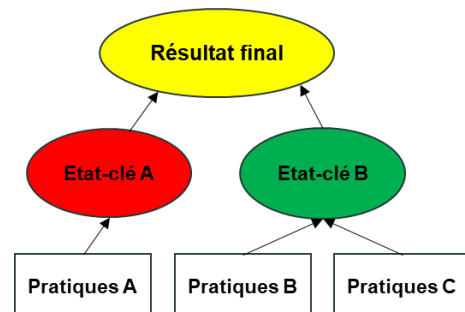 Résultat final
Etat-clé A
Etat-clé B
Pratiques A
Pratiques B
Pratiques C